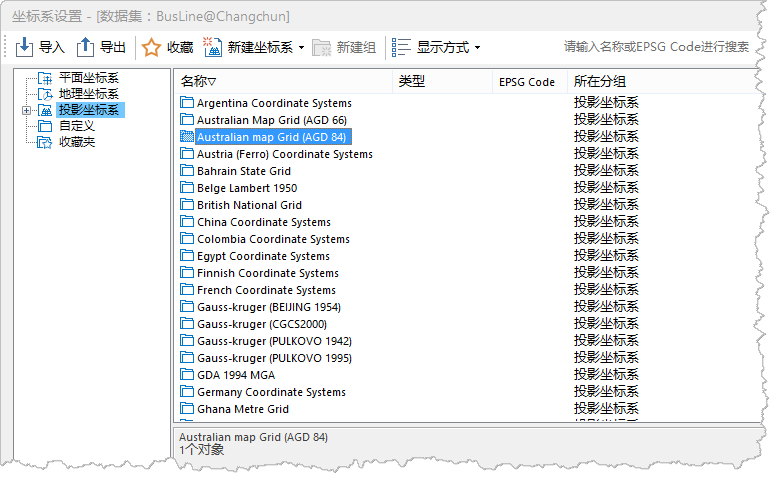 坐标系设置 - [数据集：BusLine@Changchun]
导入 导出 收藏 新建坐标系 新建组 显示方式 请输入名称或EPSG Code进行搜索
平面坐标系
地理坐标系
投影坐标系
自定义
收藏夹
名称 类型 EPSG Code 所在分组
Argentina Coordinate Systems 投影坐标系
Australian Map Grid (AGD 66) 投影坐标系
Australian map Grid (AGD 84) 投影坐标系
Austria (Ferro) Coordinate Systems 投影坐标系
Bahrain State Grid 投影坐标系
Belge Lambert 1950 投影坐标系
British National Grid 投影坐标系
China Coordinate Systems 投影坐标系
Colombia Coordinate Systems 投影坐标系
Egypt Coordinate Systems 投影坐标系
Finnish Coordinate Systems 投影坐标系
French Coordinate Systems 投影坐标系
Gauss-kruger (BEIJING 1954) 投影坐标系
Gauss-kruger (CGCS2000) 投影坐标系
Gauss-kruger (PULKOVO 1942) 投影坐标系
Gauss-kruger (PULKOVO 1995) 投影坐标系
GDA 1994 MGA 投影坐标系
Germany Coordinate Systems 投影坐标系
Ghana Metre Grid 投影坐标系
Australian map Grid (AGD 84)
1个对象